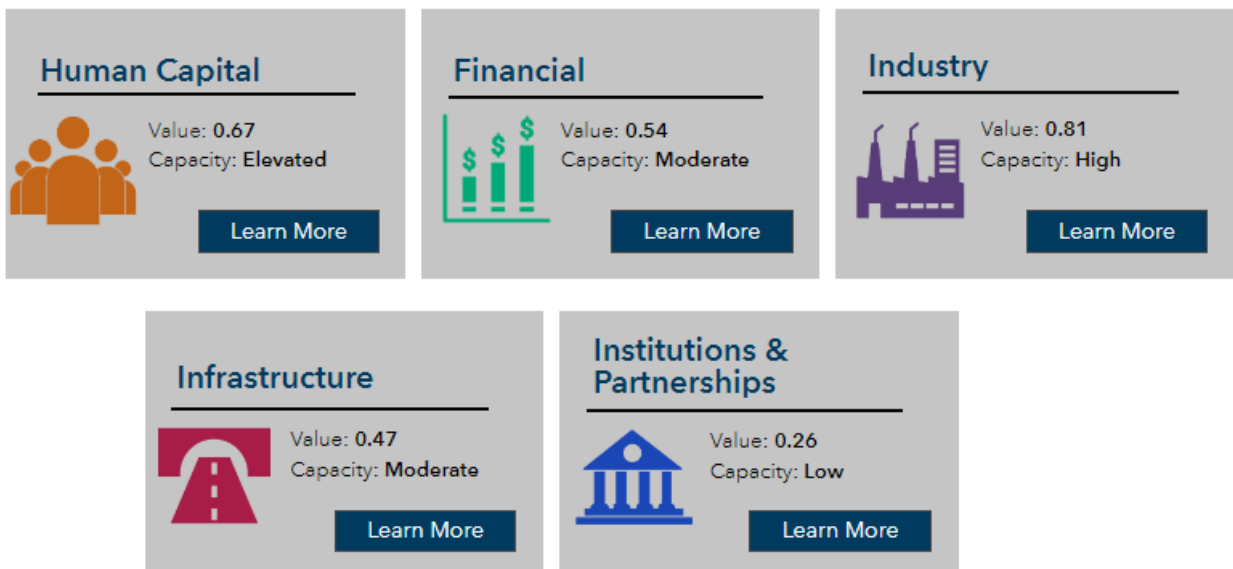 Human Capital
Value: 0.67
Capacity: Elevated
Learn More
Financial
$ $ $
Value: 0.54
Capacity: Moderate
Learn More
Industry
Value: 0.81
Capacity: High
Learn More
Infrastructure
Value: 0.47
Capacity: Moderate
Learn More
Institutions &
Partnerships
Value: 0.26
Capacity: Low
Learn More